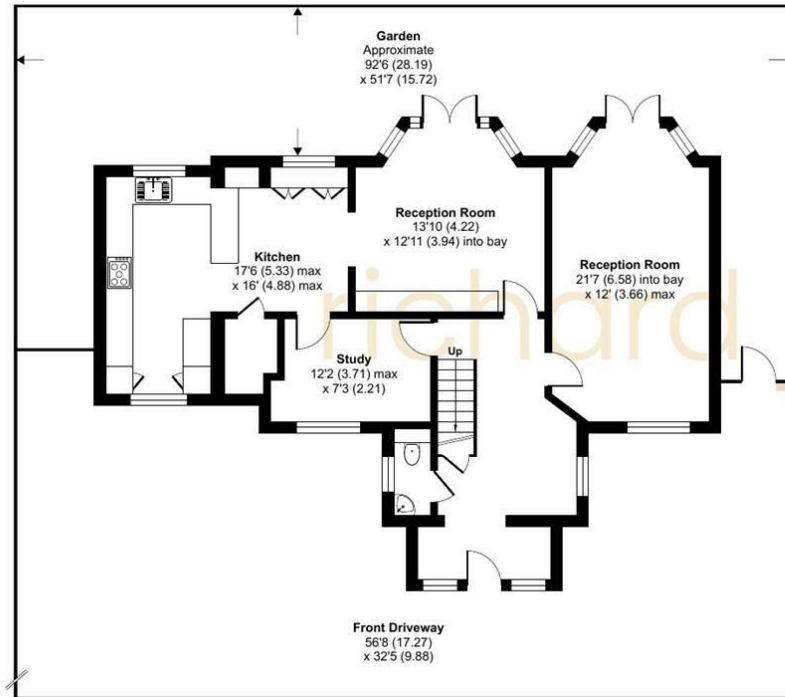 Garden
Approximate
92'6 (28.19)
x 51'7 (15.72)
Reception Room
13'10 (4.22)
x 12'11 (3.94) into bay
Kitchen
17'6 (5.33) max
x 16' (4.88) max
Reception Room
21'7 (6.58) into bay
x 12' (3.66) max
richard
Study
12'2 (3.71) max
x 7'3 (2.21)
Up
Front Driveway
56'8 (17.27)
x 32'5 (9.88)